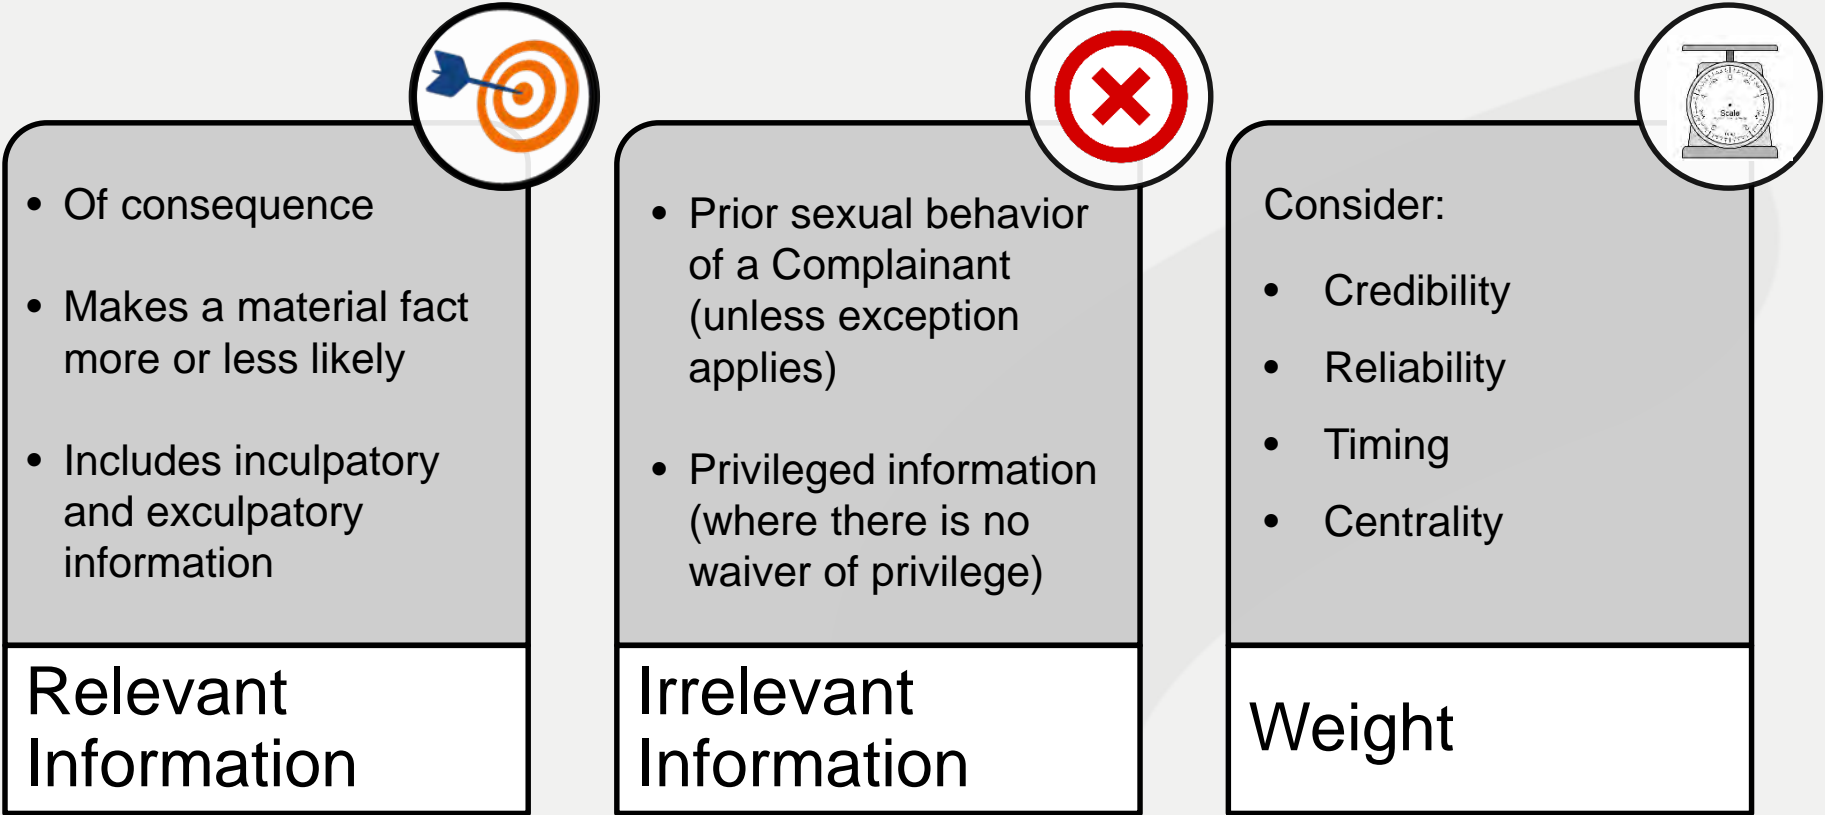 • Of consequence
• Makes a material fact
more or less likely
• Includes inculpatory
and exculpatory
information
Relevant
Information
• Prior sexual behavior
of a Complainant
(unless exception
applies)
• Privileged information
(where there is no
waiver of privilege)
Irrelevant
Information
Scale
Consider:
• Credibility
• Reliability
• Timing
• Centrality
Weight